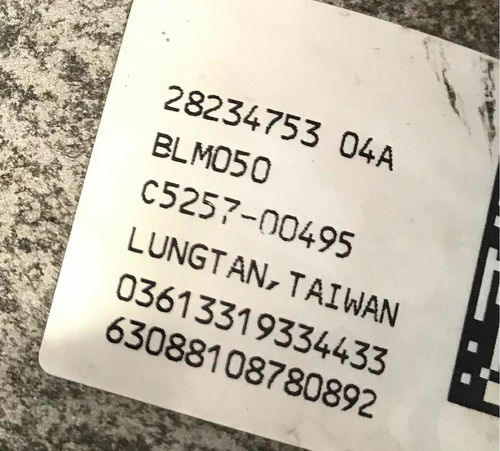 28234753 04A
BLM050
C5257-00495
LUNGTAN, TAIWAN
03613319334433
63088108780892